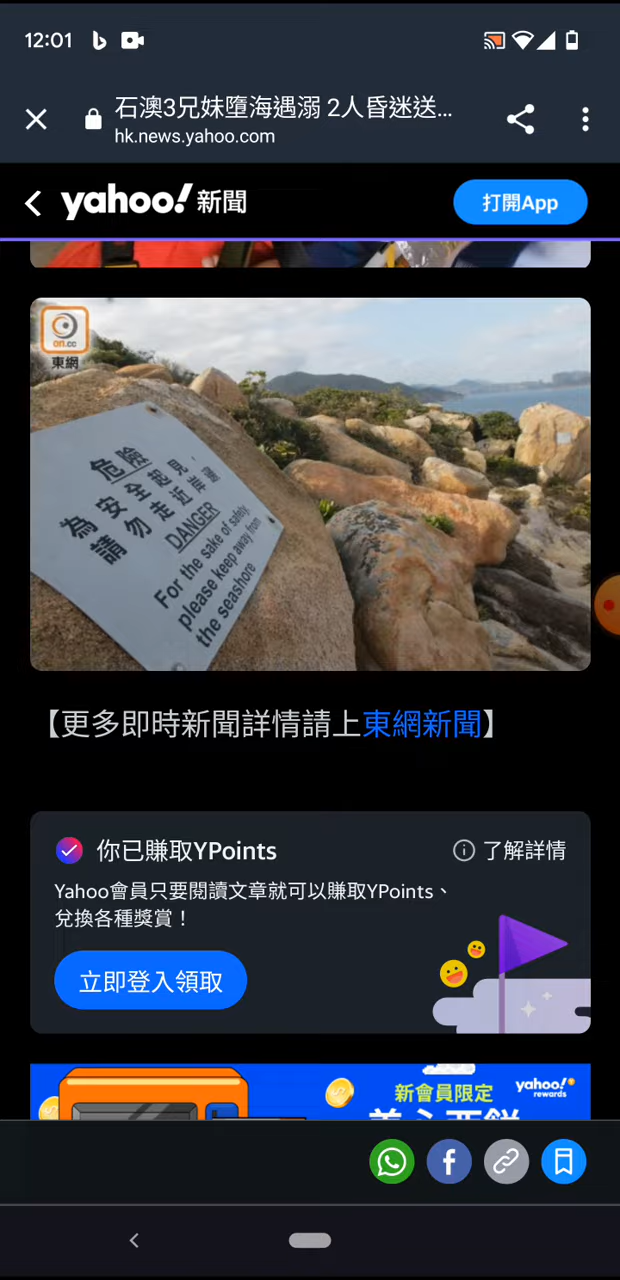 12:01
石澳3兄妹墮海遇溺 2人昏迷送...
hk.news.yahoo.com
yahoo!新聞
打開App
on.cc
東網
危險
為安全起見，
請勿走近岸邊
DANGER
For the sake of safety,
please keep away from
the seashore
【更多即時新聞詳情請上東網新聞】
你已賺取YPoints
了解詳情
Yahoo會員只要閱讀文章就可以賺取YPoints、
兌換各種獎賞！
立即登入領取
新會員限定
yahoo!
rewards